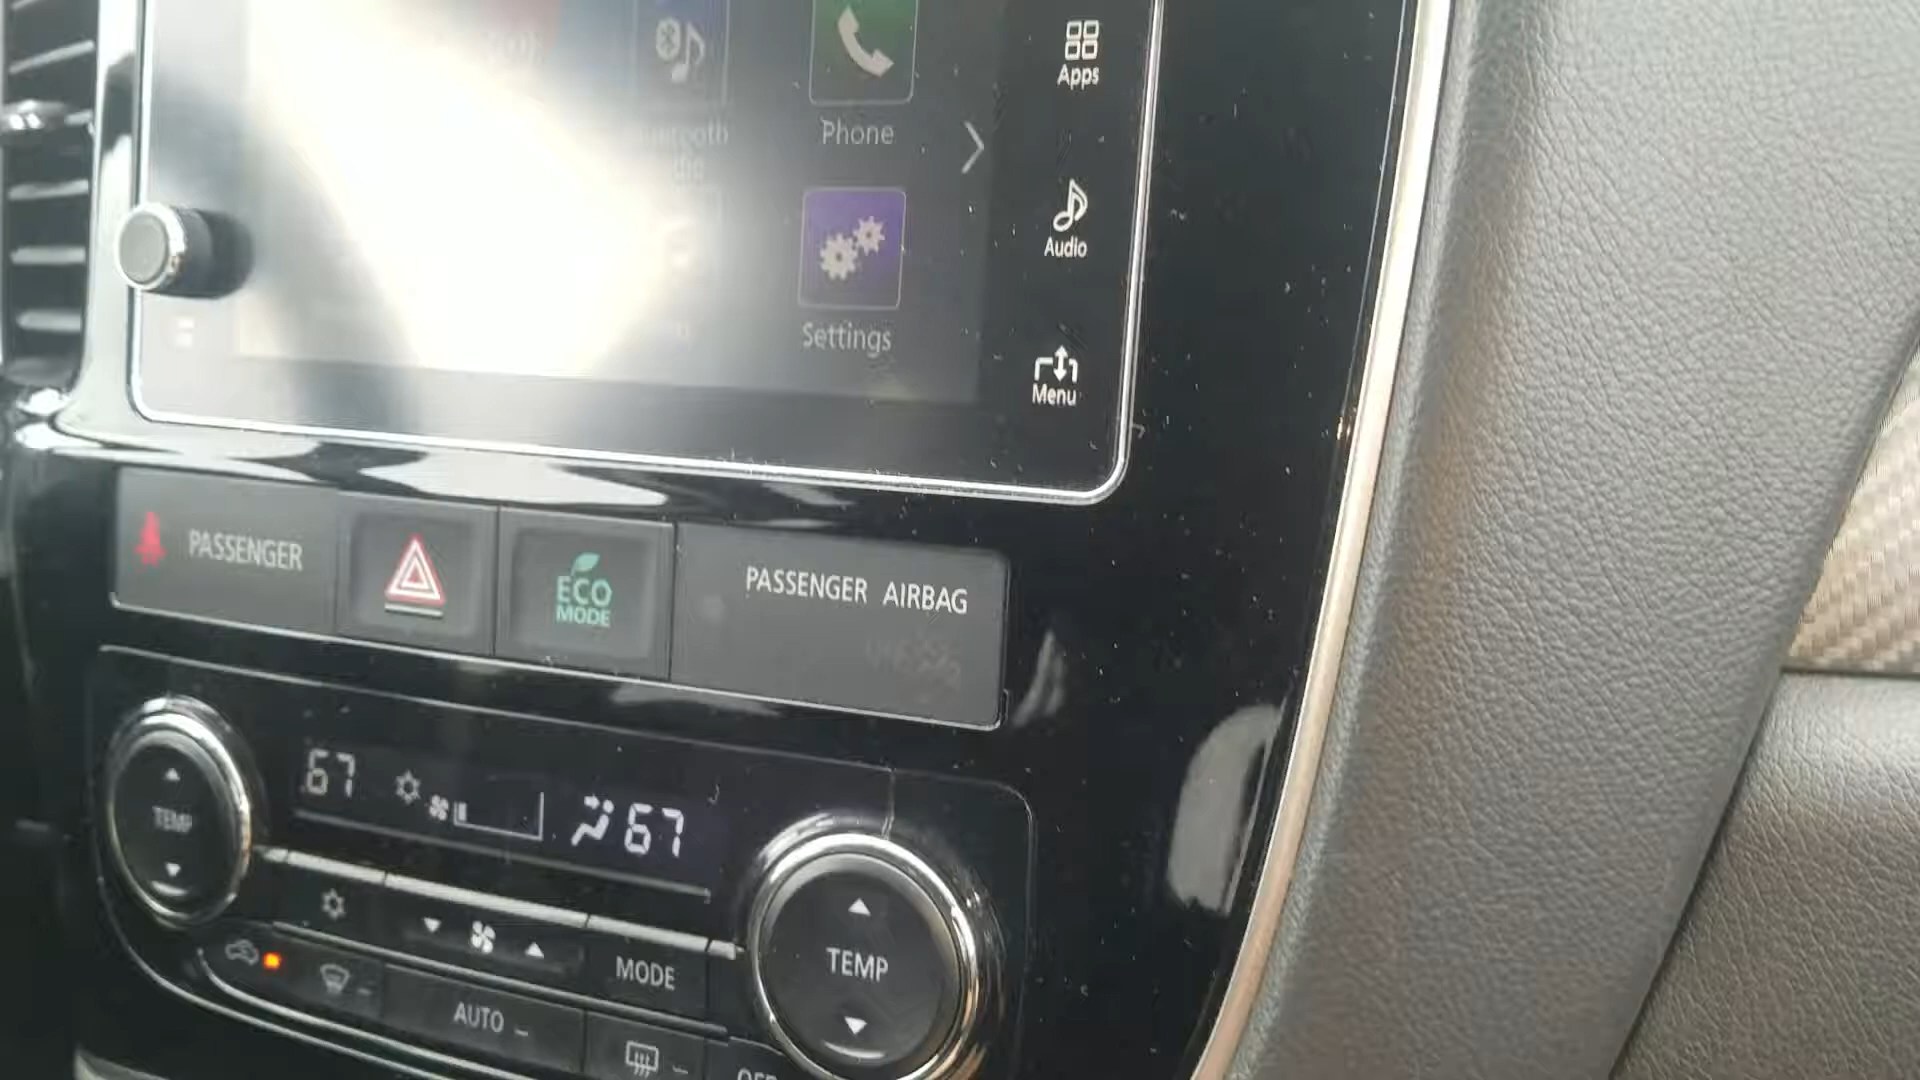 Apps
Phone
Audio
Settings
Menu
PASSENGER
ECO
MODE
PASSENGER AIRBAG
67
67
TEMP
TEMP
MODE
AUTO